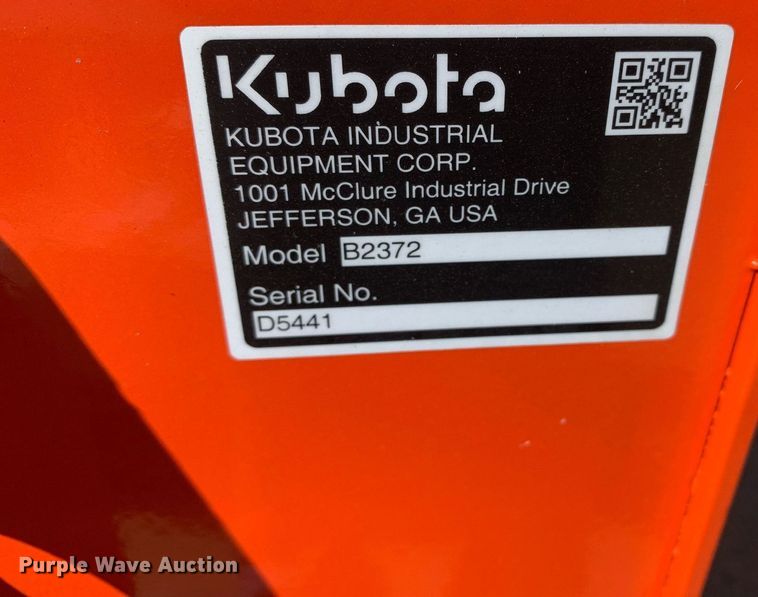 Kubota
KUBOTA INDUSTRIAL
EQUIPMENT CORP.
1001 McClure Industrial Drive
JEFFERSON, GA USA
Model B2372
Serial No.
D5441
Purple Wave Auction